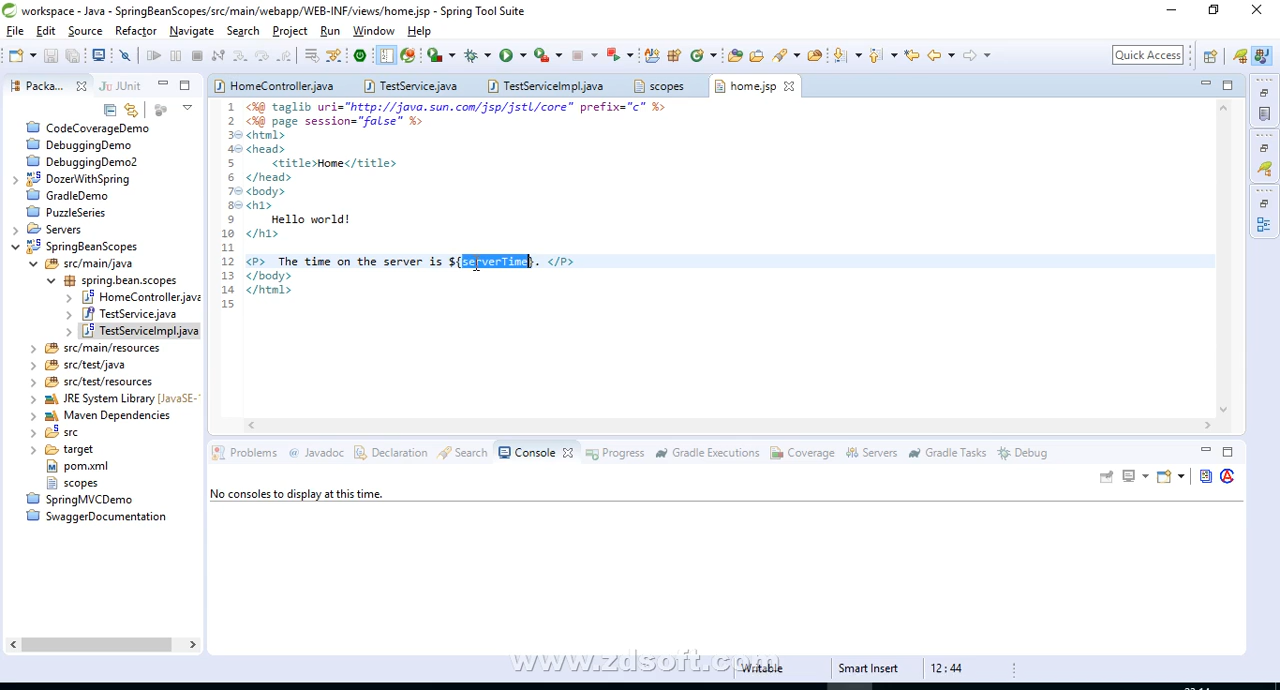 workspace - Java - SpringBeanScopes/src/main/webapp/WEB-INF/views/home.jsp - Spring Tool Suite
File Edit Source Refactor Navigate Search Project Run Window Help
Quick Access
Packa... JUnit
CodeCoverageDemo
DebuggingDemo
DebuggingDemo2
DozerWithSpring
GradleDemo
PuzzleSeries
Servers
SpringBeanScopes
src/main/java
spring.bean.scopes
HomeController.java
TestService.java
TestServiceImpl.java
src/main/resources
src/test/java
src/test/resources
JRE System Library [JavaSE-
Maven Dependencies
src
target
pom.xml
scopes
SpringMVCDemo
SwaggerDocumentation
HomeController.java TestService.java TestServiceImpl.java scopes home.jsp
1 <%@ taglib uri="http://java.sun.com/jsp/jstl/core" prefix="c" %>
2 <%@ page session="false" %>
3 <html>
4 <head>
5 <title>Home</title>
6 </head>
7 <body>
8 <h1>
9 Hello world!
10 </h1>
11
12 <P>  The time on the server is ${serverTime}. </P>
13 </body>
14 </html>
15
Problems Javadoc Declaration Search Console Progress Gradle Executions Coverage Servers Gradle Tasks Debug
No consoles to display at this time.
www.zdsoft.com
Writable Smart Insert 12 : 44